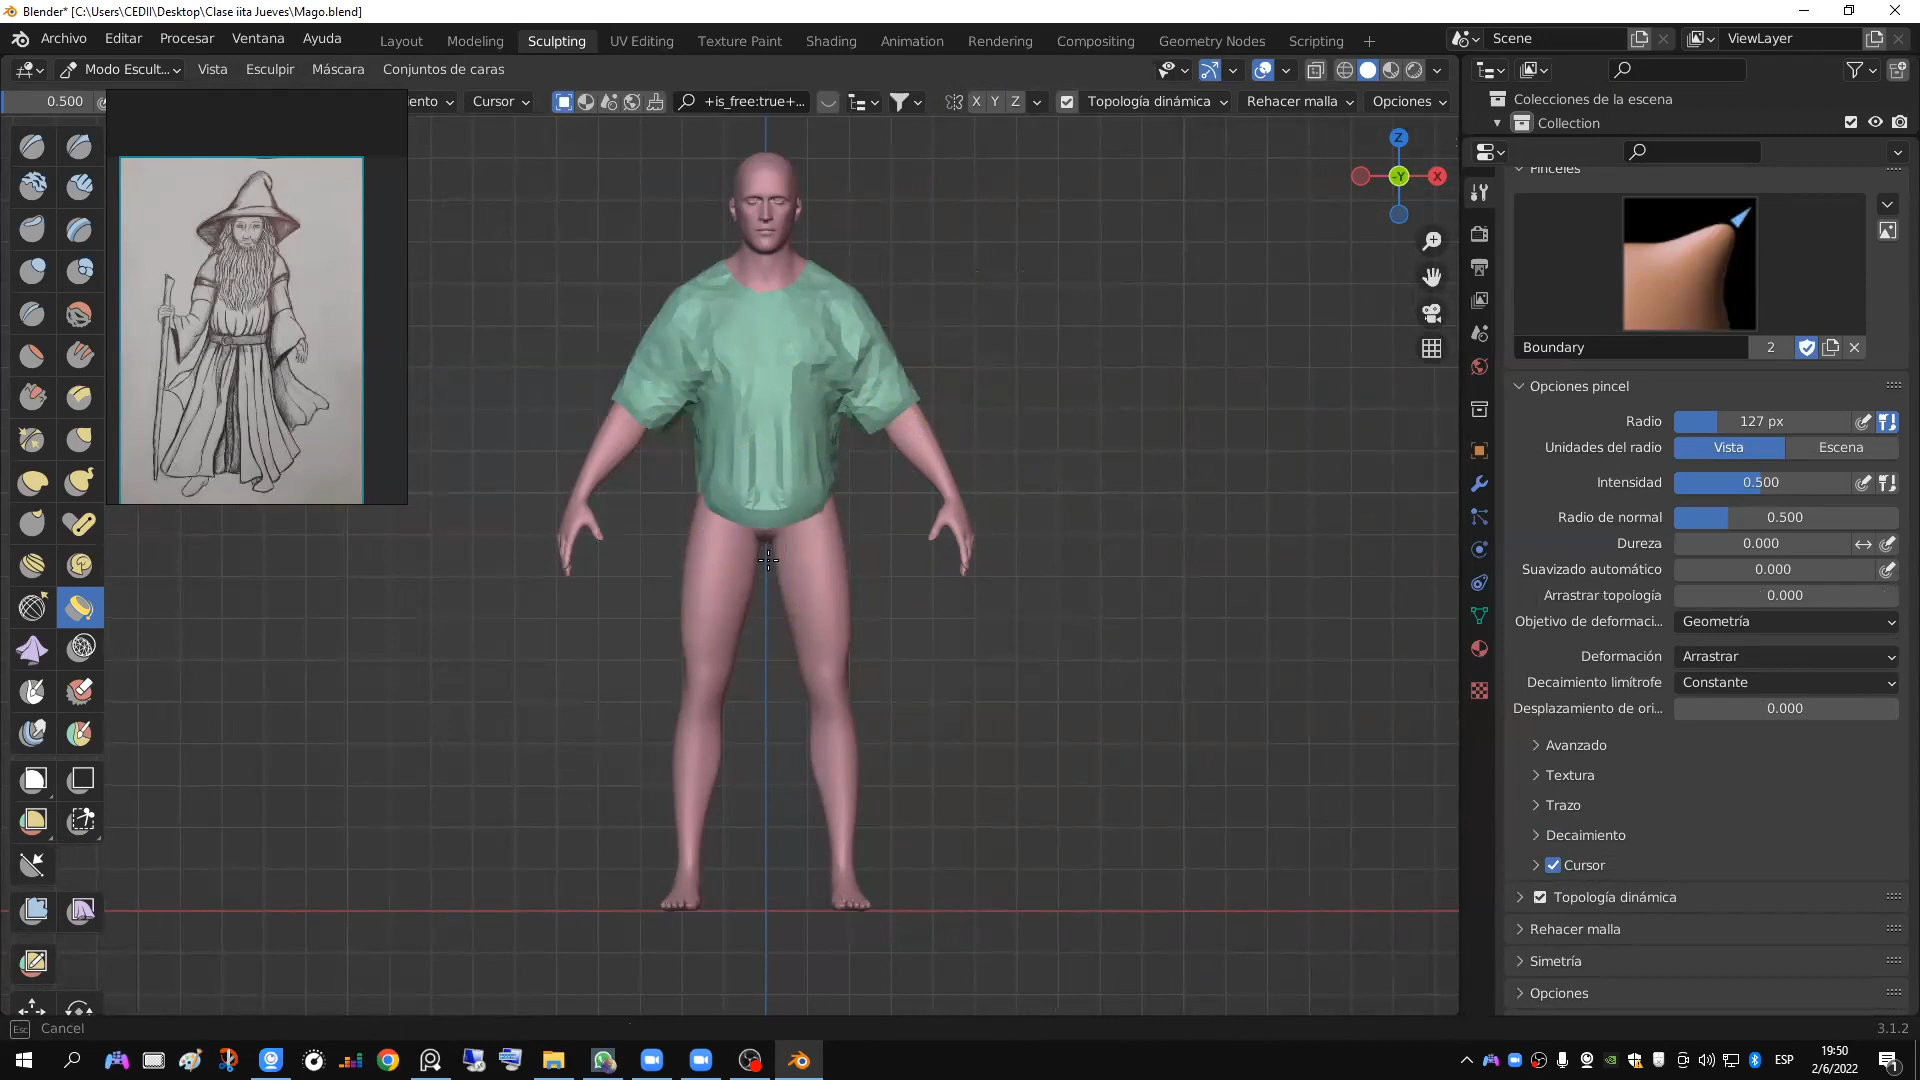 Blender* [C:\Users\CEDII\Desktop\Clase iita Jueves\Mago.blend]
Archivo Editar Procesar Ventana Ayuda Layout Modeling Sculpting UV Editing Texture Paint Shading Animation Rendering Compositing Geometry Nodes Scripting + Scene ViewLayer
Modo Escult... Vista Esculpir Máscara Conjuntos de caras
0.500 iento Cursor +is_free:true+... X Y Z Topología dinámica Rehacer malla Opciones
Colecciones de la escena
Collection
Z
-Y X
Pinceles
Boundary 2
Opciones pincel
Radio 127 px
Unidades del radio Vista Escena
Intensidad 0.500
Radio de normal 0.500
Dureza 0.000
Suavizado automático 0.000
Arrastrar topología 0.000
Objetivo de deformaci... Geometría
Deformación Arrastrar
Decaimiento limítrofe Constante
Desplazamiento de ori... 0.000
Avanzado
Textura
Trazo
Decaimiento
Cursor
Topología dinámica
Rehacer malla
Simetría
Opciones
Esc Cancel 3.1.2
ESP
19:50
2/6/2022
1